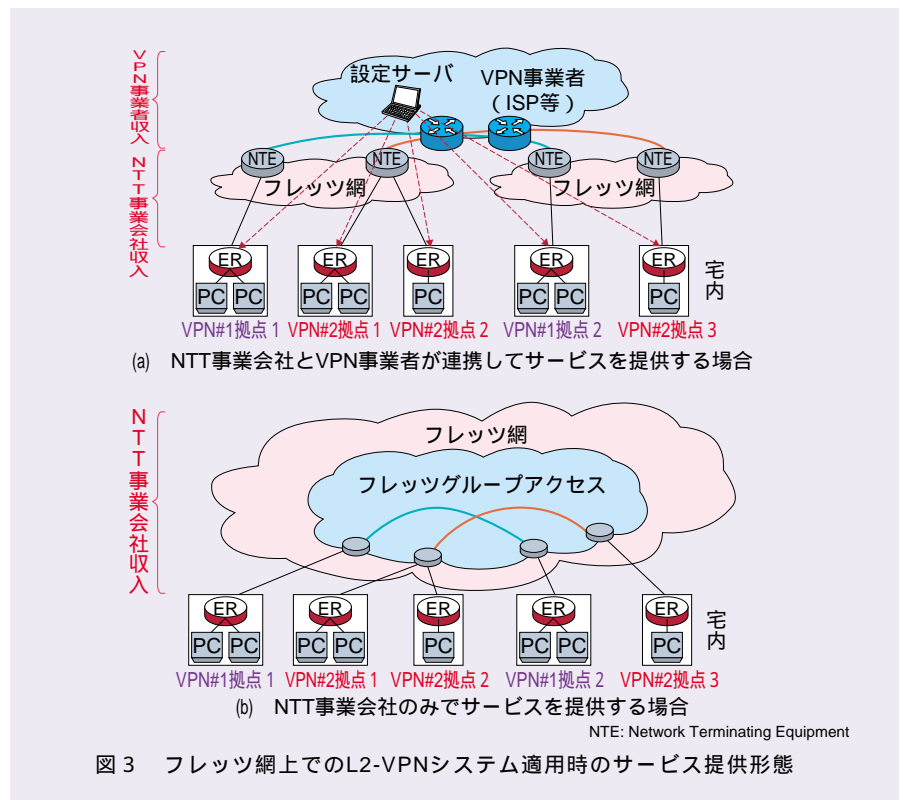 VPN事業者収入
設定サーバ
VPN事業者
（ISP等）
NTT事業会社収入
NTE NTE NTE NTE
フレッツ網 フレッツ網
ER ER ER ER ER
宅内
PC PC PC PC PC PC PC PC
VPN#1拠点1 VPN#2拠点1 VPN#2拠点2 VPN#1拠点2 VPN#2拠点3
(a) NTT事業会社とVPN事業者が連携してサービスを提供する場合
NTT事業会社収入
フレッツ網
フレッツグループアクセス
ER ER ER ER ER
宅内
PC PC PC PC PC PC PC PC
VPN#1拠点1 VPN#2拠点1 VPN#2拠点2 VPN#1拠点2 VPN#2拠点3
(b) NTT事業会社のみでサービスを提供する場合
NTE: Network Terminating Equipment
図3 フレッツ網上でのL2-VPNシステム適用時のサービス提供形態